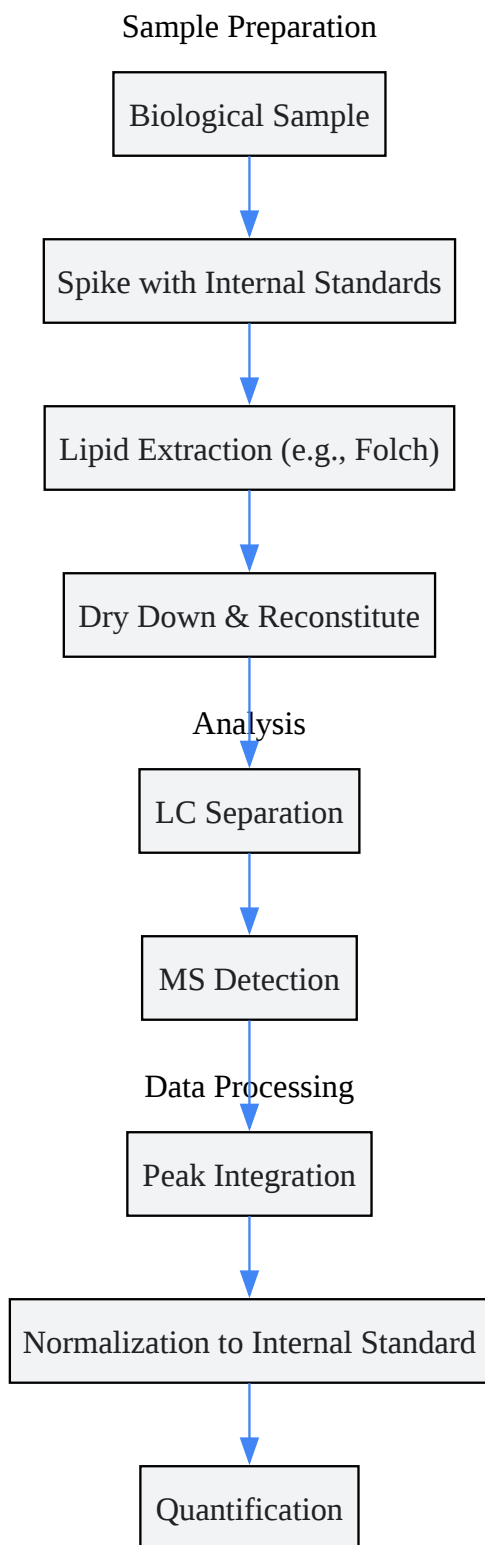 Sample Preparation
Biological Sample
Spike with Internal Standards
Lipid Extraction (e.g., Folch)
Dry Down & Reconstitute
Analysis
LC Separation
MS Detection
Data Processing
Peak Integration
Normalization to Internal Standard
Quantification